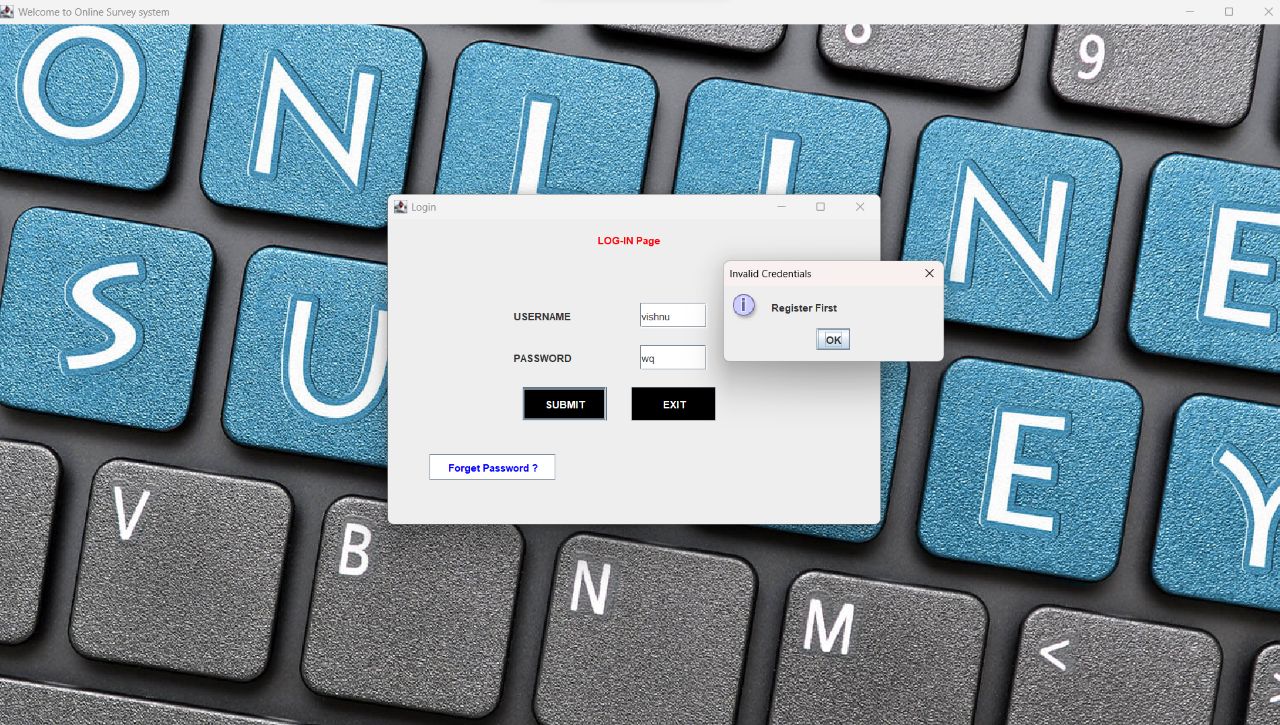 Welcome to Online Survey system
8 9
O N L I N E
Login
LOG-IN Page
Invalid Credentials
Register First
OK
USERNAME vishnu
PASSWORD wq
SUBMIT EXIT
Forget Password ?
S U E Y
V B N M <